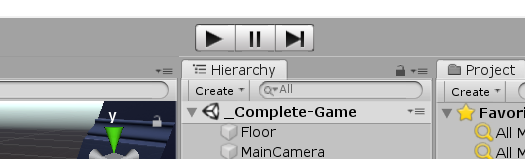 Hierarchy
Project
Create
All
Create
_Complete-Game
Favori
y
Floor
All M
MainCamera
All M